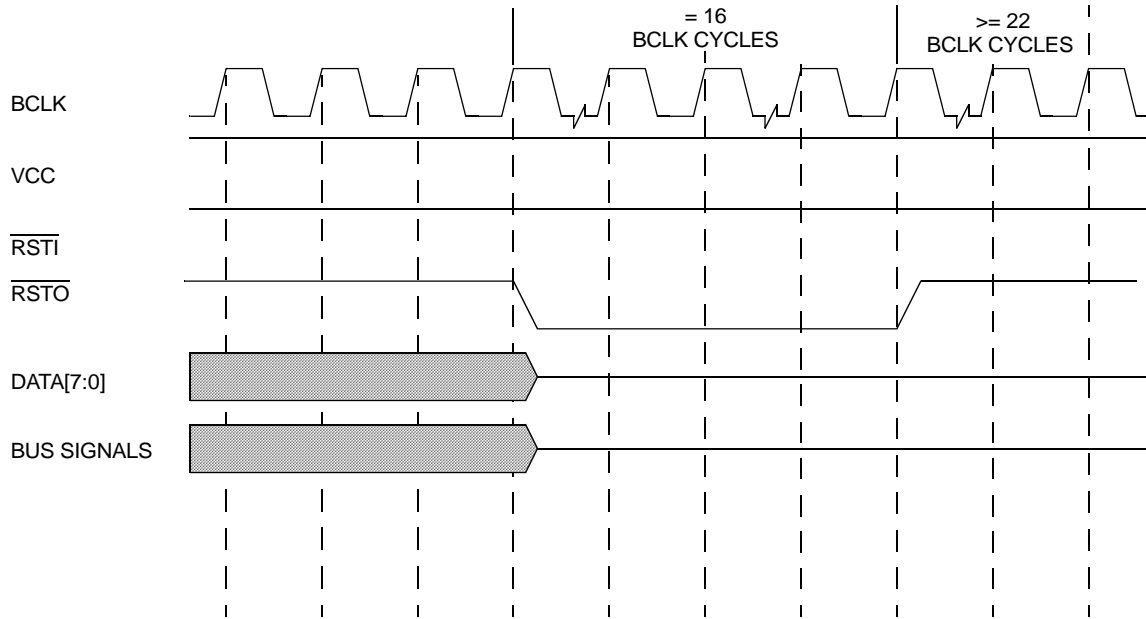 = 16
BCLK CYCLES
>= 22
BCLK CYCLES
BCLK
VCC
RSTI
RSTO
DATA[7:0]
BUS SIGNALS